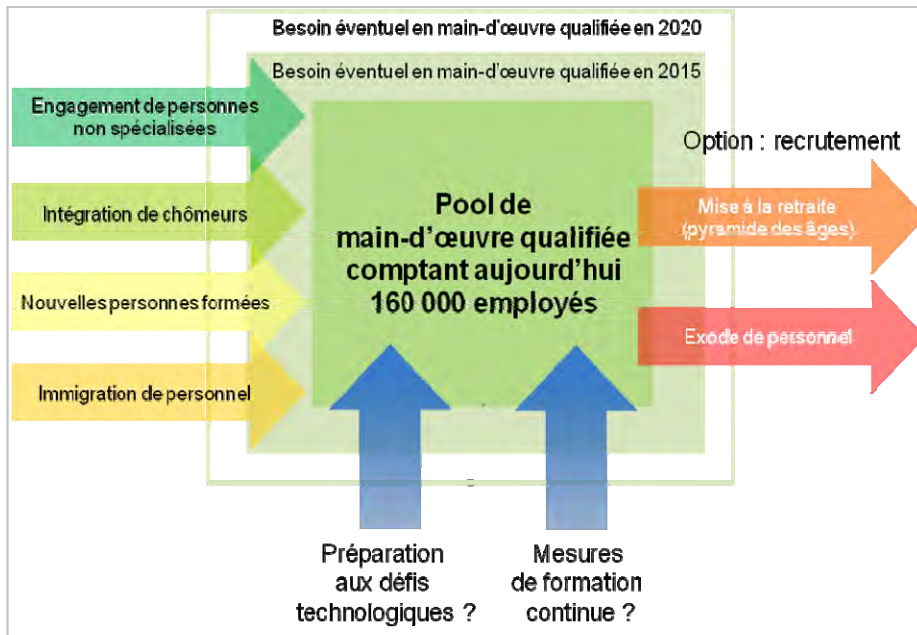 Besoin éventuel en main-d'œuvre qualifiée en 2020
Besoin éventuel en main-d'œuvre qualifiée en 2015
Engagement de personnes
non spécialisées
Intégration de chômeurs
Nouvelles personnes formées
Immigration de personnel
Pool de
main-d'œuvre qualifiée
comptant aujourd'hui
160 000 employés
Option : recrutement
Mise à la retraite
(pyramide des âges)
Exode de personnel
Préparation
aux défis
technologiques ?
Mesures
de formation
continue ?